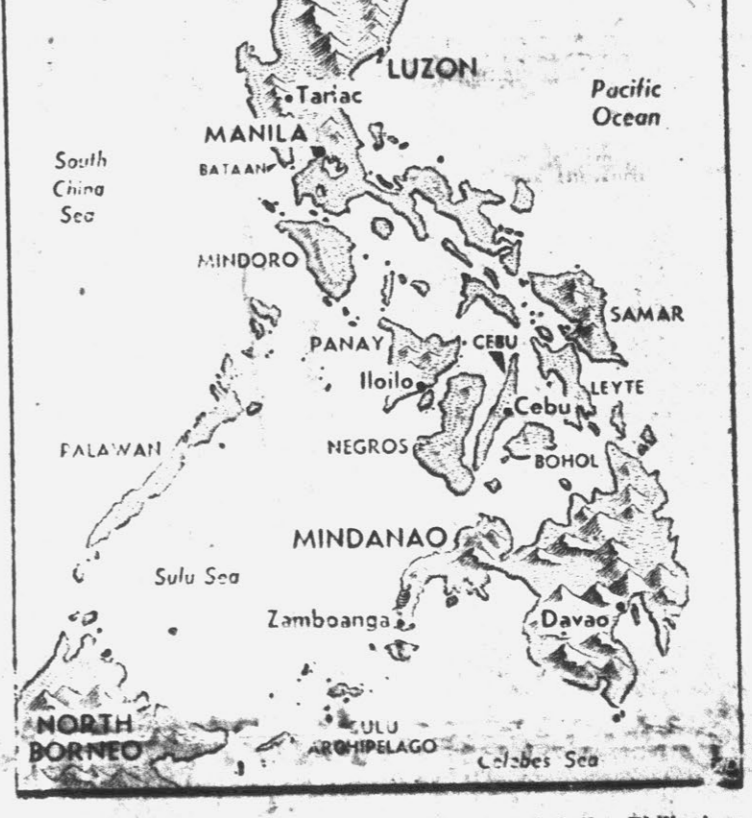 LUZON
Tariac
Pacific
Ocean
MANILA
BATAAN
South
China
Sea
MINDORO
SAMAR
PANAY
CEBU
Iloilo
LEYTE
Cebu
PALAWAN
NEGROS
BOHOL
MINDANAO
Sulu Sea
Zamboanga
Davao
NORTH
BORNEO
SULU
ARCHIPELAGO
Celebes Sea